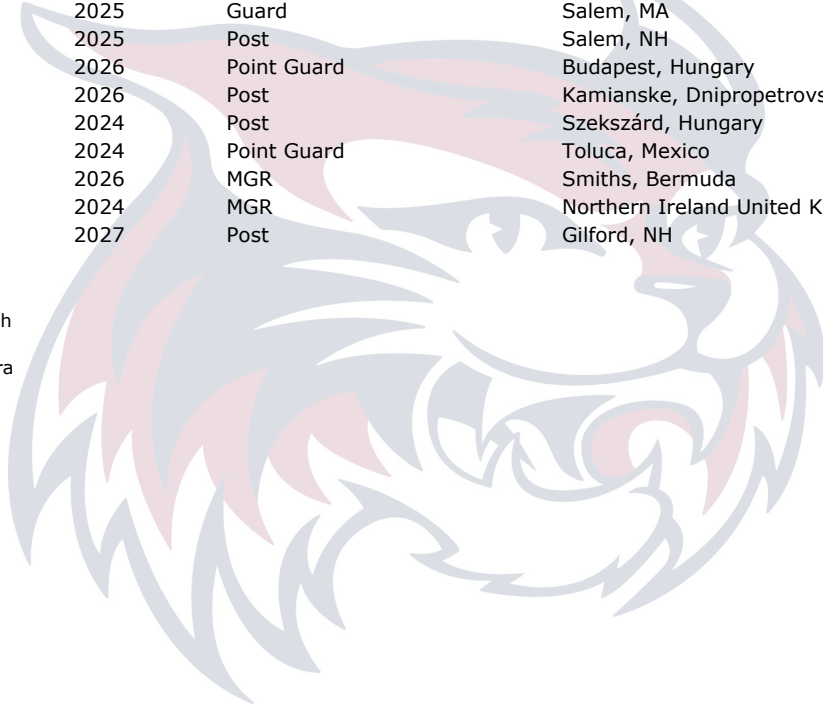 2025 Guard Salem, MA
2025 Post Salem, NH
2026 Point Guard Budapest, Hungary
2026 Post Kamianske, Dnipropetrovs
2024 Post Szekszárd, Hungary
2024 Point Guard Toluca, Mexico
2026 MGR Smiths, Bermuda
2024 MGR Northern Ireland United K
2027 Post Gilford, NH
h
ra